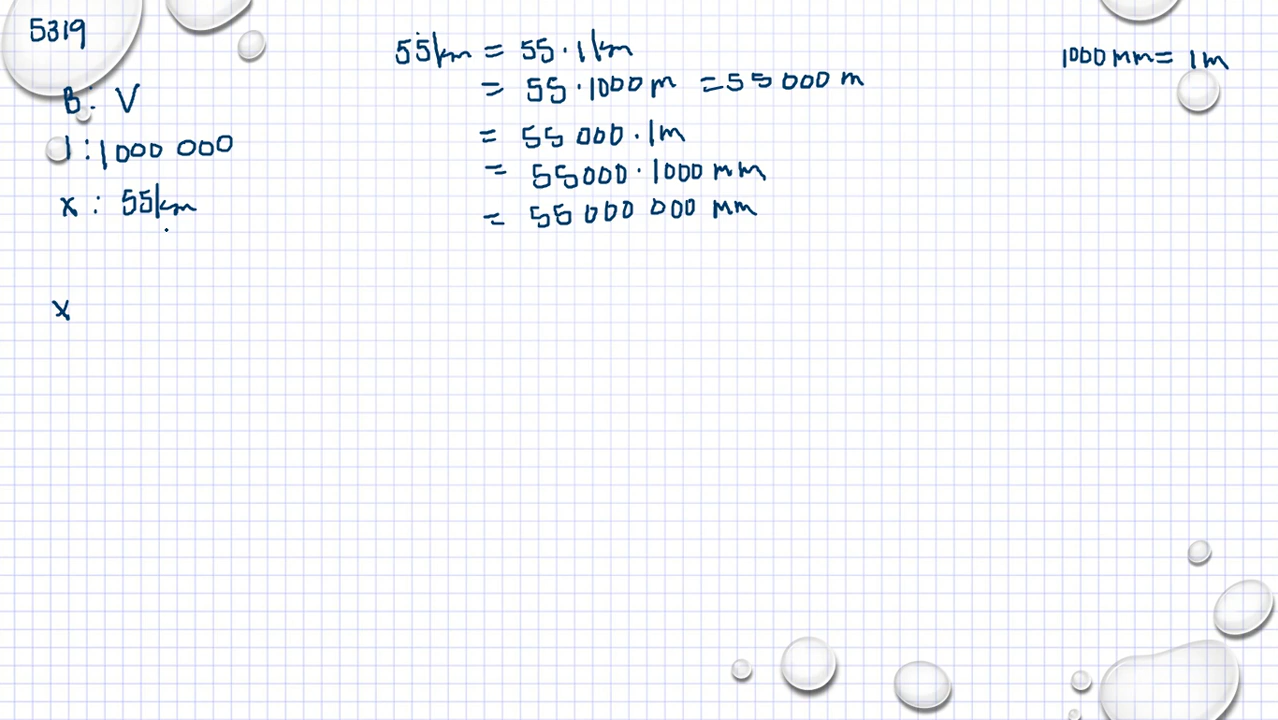 5319
B: V
1:1000 000
x: 55km
x
55km = 55·1km
= 55·1000 m = 55 000 m
= 55 000·1m
= 55000·1000 mm
= 55 000 000 mm
1000 mm = 1m